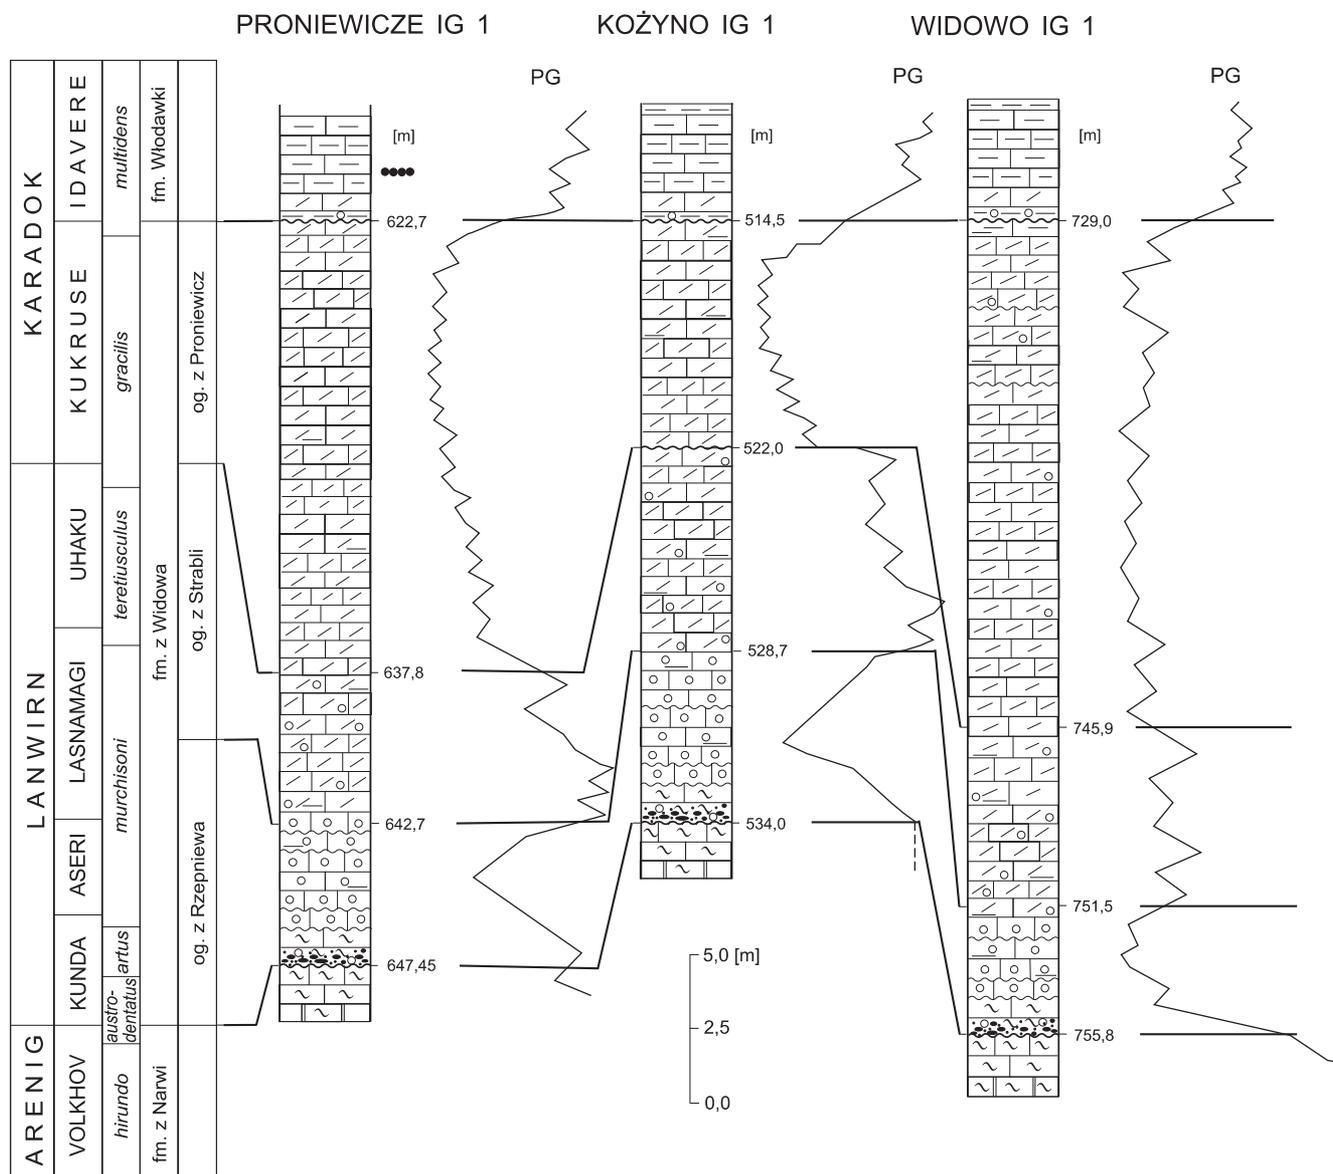 PRONIEWICZE IG 1
KOŻYNO IG 1
WIDOWO IG 1
PG
PG
PG
[m]
[m]
[m]
KARADOK
LANWIRN
ARENIG
IDAVERE
KUKRUSE
UHAKU
LASNAMAGI
ASERI
KUNDA
VOLKHOV
multidens
gracilis
teretiusculus
murchisoni
artus
austro-
dentatus
hirundo
fm. Włodawki
fm. z Widowa
fm. z Narwi
og. z Proniewicz
og. z Strabli
og. z Rzepniewa
622,7
637,8
642,7
647,45
514,5
522,0
528,7
534,0
729,0
745,9
751,5
755,8
5,0 [m]
2,5
0,0